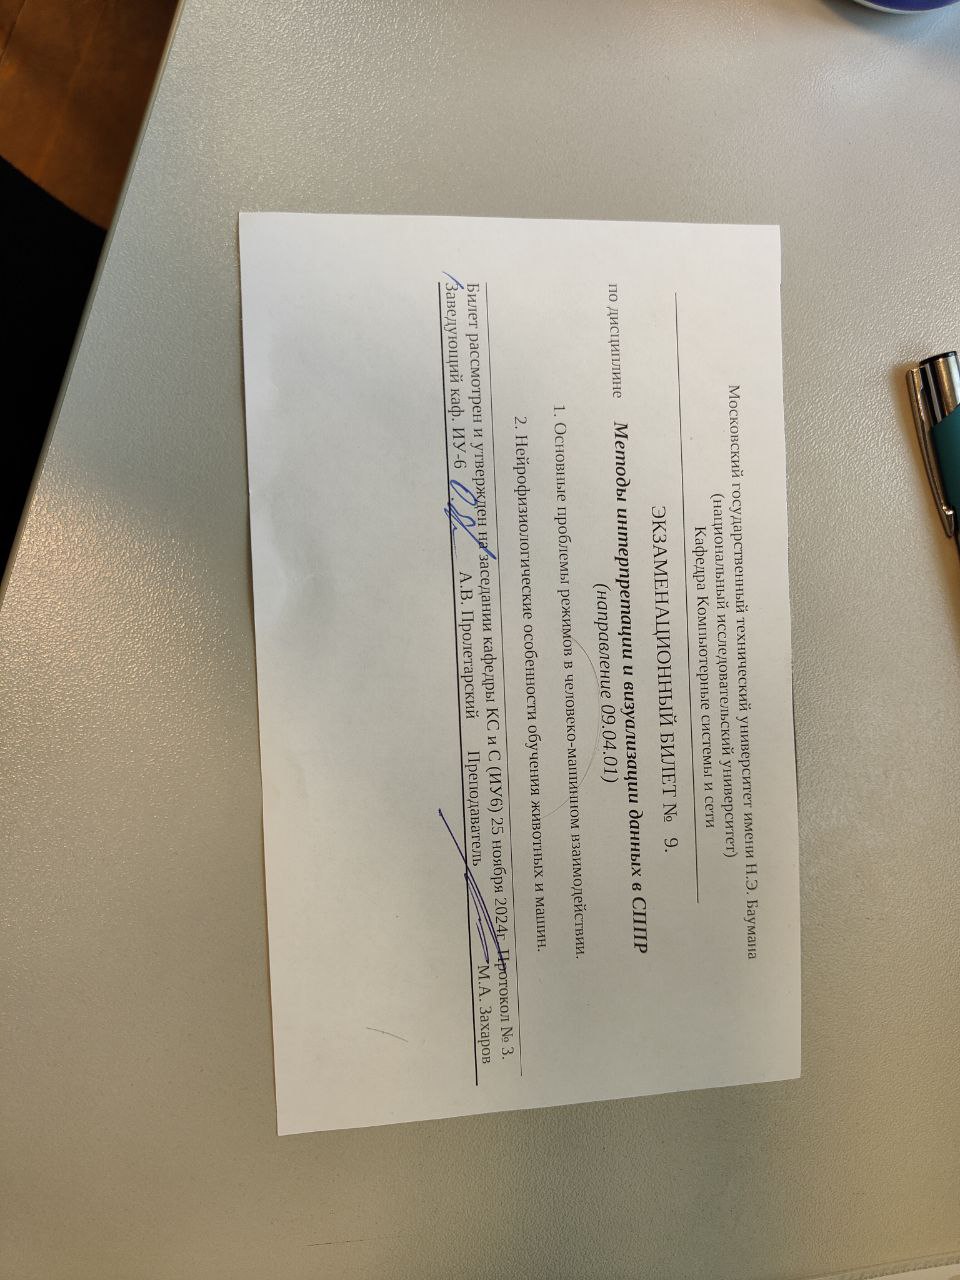 Московский государственный технический университет имени Н.Э. Баумана
(национальный исследовательский университет)
Кафедра Компьютерные системы и сети
ЭКЗАМЕНАЦИОННЫЙ БИЛЕТ № 9.
по дисциплине Методы интерпретации и визуализации данных в СППР
(направление 09.04.01)
1. Основные проблемы режимов в человеко-машинном взаимодействии.
2. Нейрофизиологические особенности обучения животных и машин.
Билет рассмотрен и утвержден на заседании кафедры КС и С (ИУ6) 25 ноября 2024г. Протокол № 3.
Заведующий каф. ИУ-6 А.В. Пролетарский Преподаватель М.А. Захаров